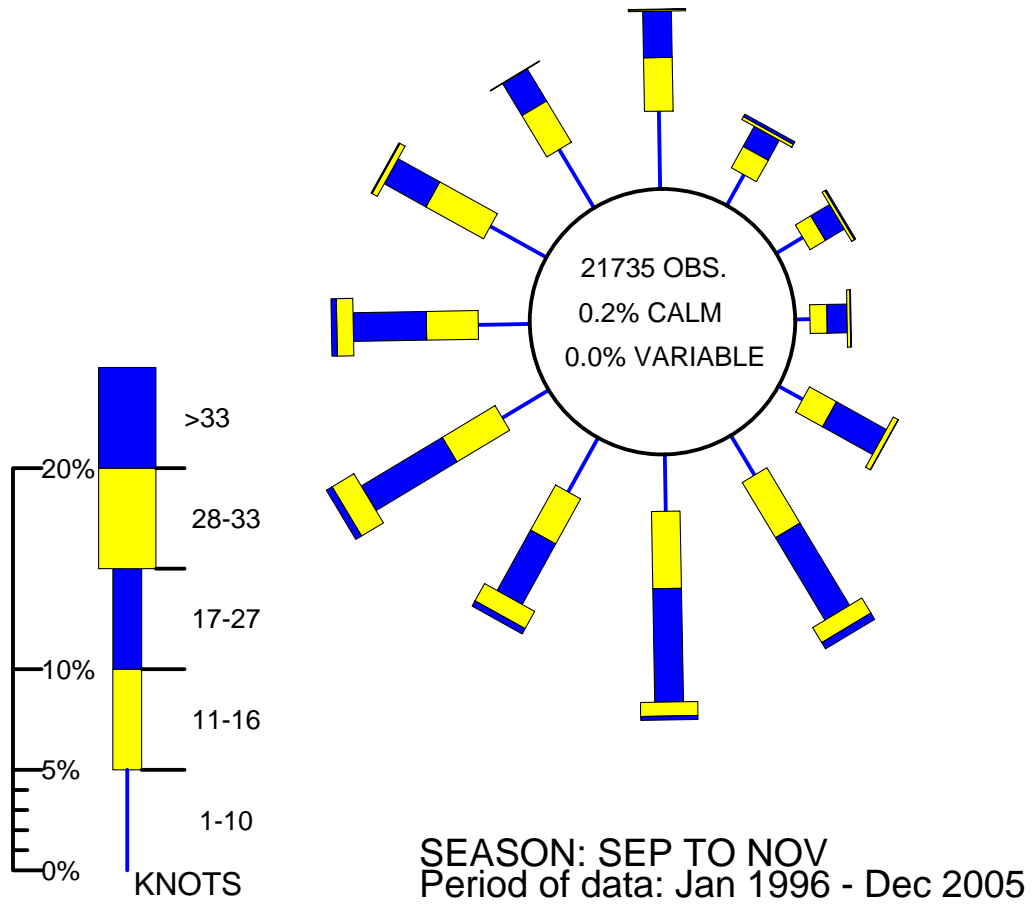 21735 OBS.
0.2% CALM
0.0% VARIABLE
>33
20%
28-33
17-27
10%
11-16
5%
1-10
0%
KNOTS
SEASON: SEP TO NOV
Period of data: Jan 1996 - Dec 2005